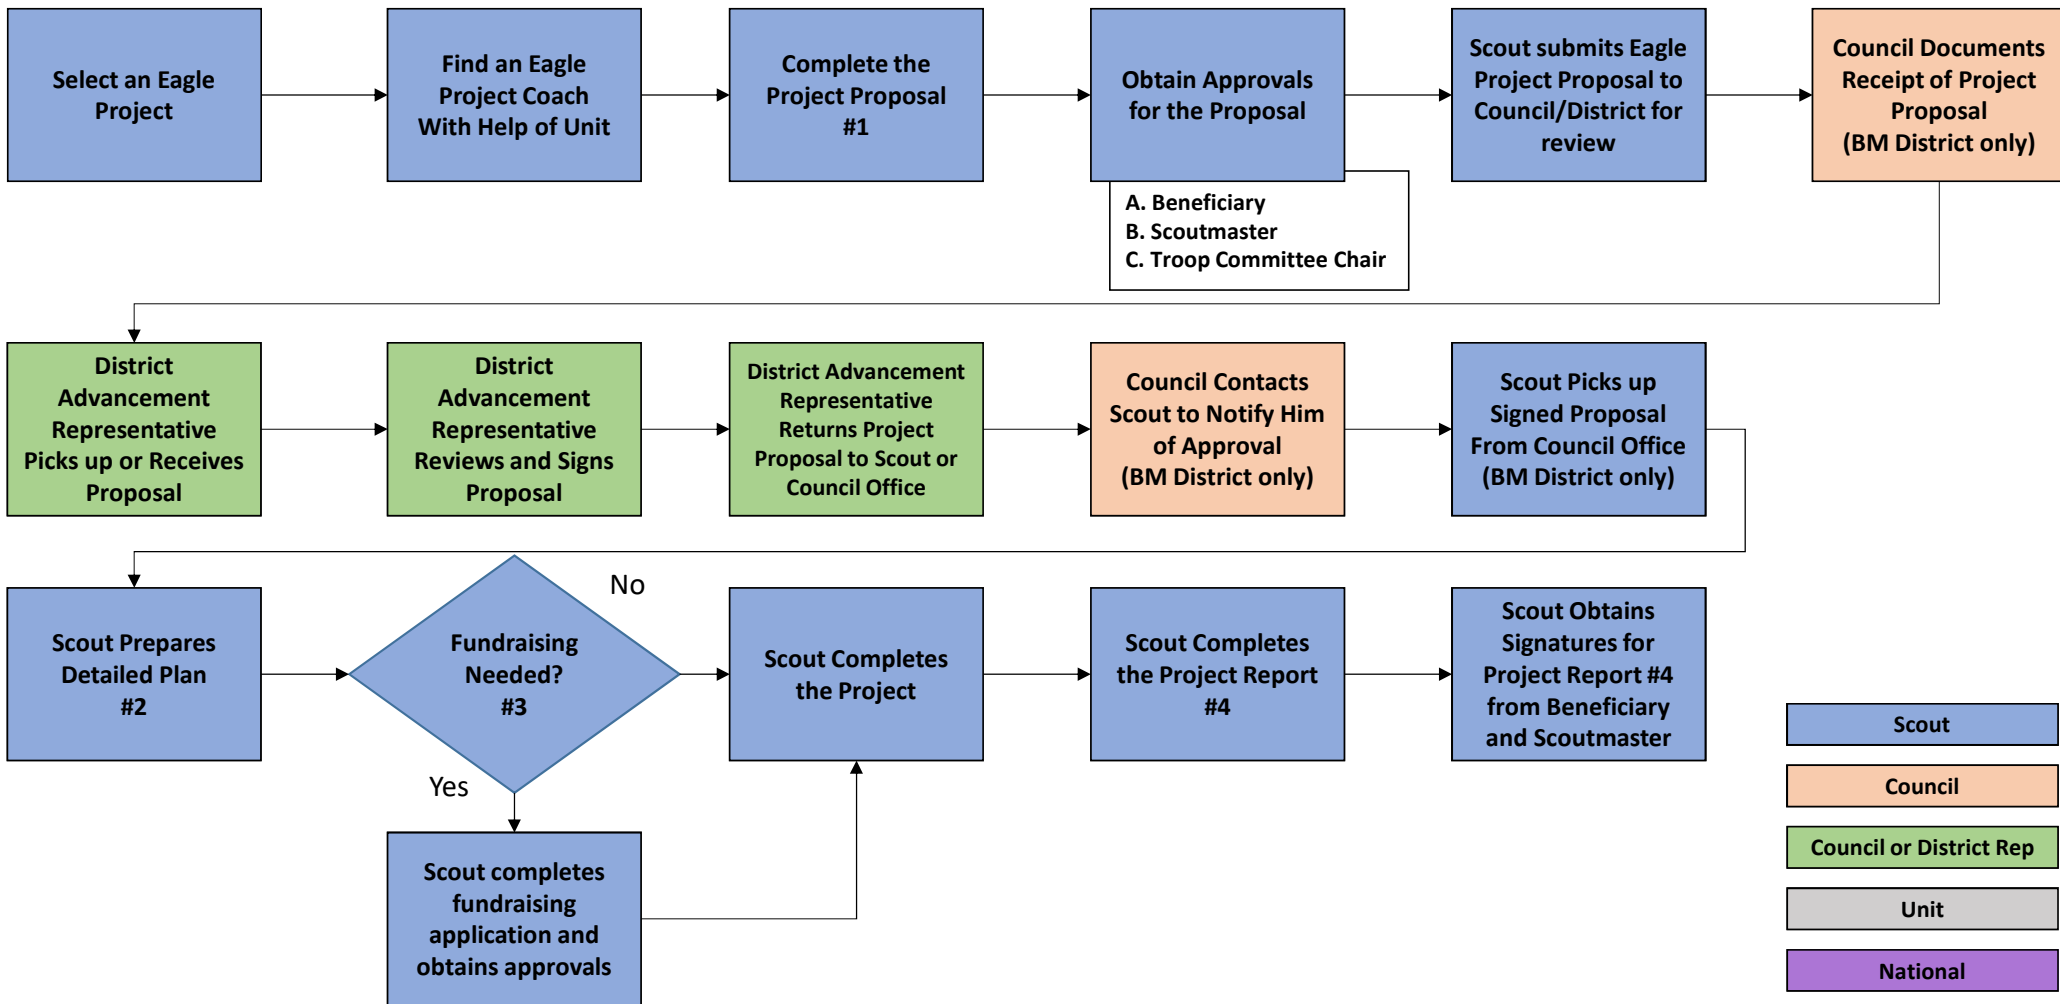 Select an Eagle
Project
Find an Eagle
Project Coach
With Help of Unit
Complete the
Project Proposal
#1
Obtain Approvals
for the Proposal
A. Beneficiary
B. Scoutmaster
C. Troop Committee Chair
Scout submits Eagle
Project Proposal to
Council/District for
review
Council Documents
Receipt of Project
Proposal
(BM District only)
District
Advancement
Representative
Picks up or Receives
Proposal
District
Advancement
Representative
Reviews and Signs
Proposal
District Advancement
Representative
Returns Project
Proposal to Scout or
Council Office
Council Contacts
Scout to Notify Him
of Approval
(BM District only)
Scout Picks up
Signed Proposal
From Council Office
(BM District only)
Scout Prepares
Detailed Plan
#2
Fundraising
Needed?
#3
No
Yes
Scout completes
fundraising
application and
obtains approvals
Scout Completes
the Project
Scout Completes
the Project Report
#4
Scout Obtains
Signatures for
Project Report #4
from Beneficiary
and Scoutmaster
Scout
Council
Council or District Rep
Unit
National